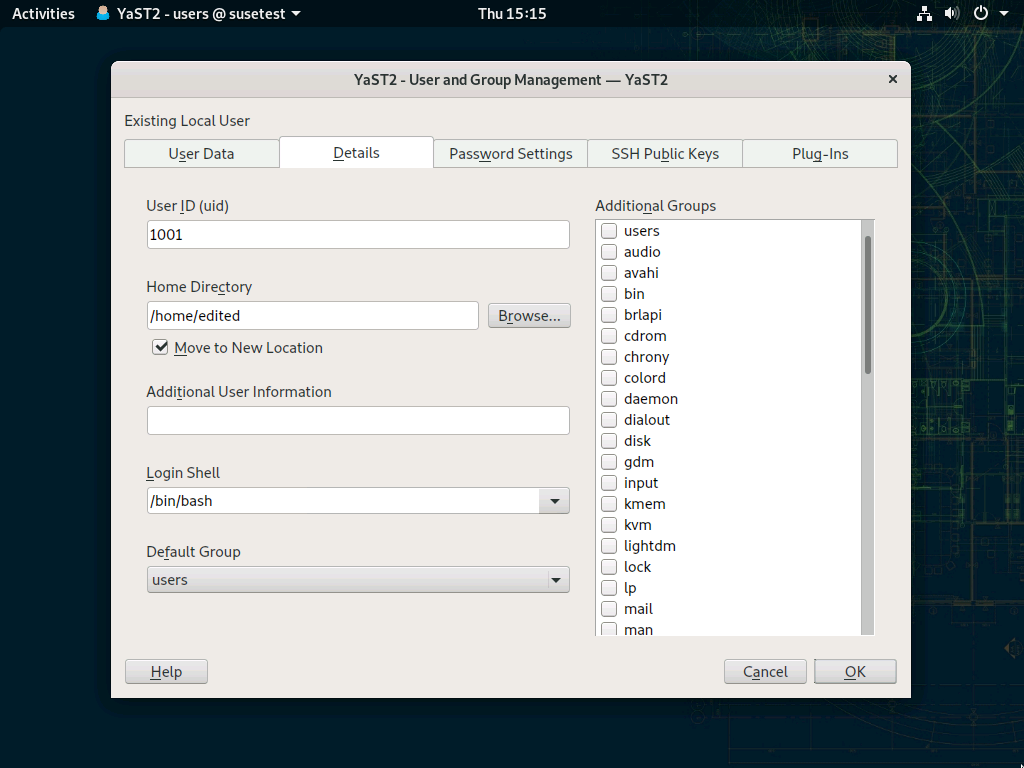 Activities YaST2 - users @ susetest Thu 15:15
YaST2 - User and Group Management — YaST2
Existing Local User
User Data Details Password Settings SSH Public Keys Plug-Ins
User ID (uid)
1001
Home Directory
/home/edited Browse...
Move to New Location
Additional User Information
Login Shell
/bin/bash
Default Group
users
Additional Groups
users
audio
avahi
bin
brlapi
cdrom
chrony
colord
daemon
dialout
disk
gdm
input
kmem
kvm
lightdm
lock
lp
mail
man
Help Cancel OK